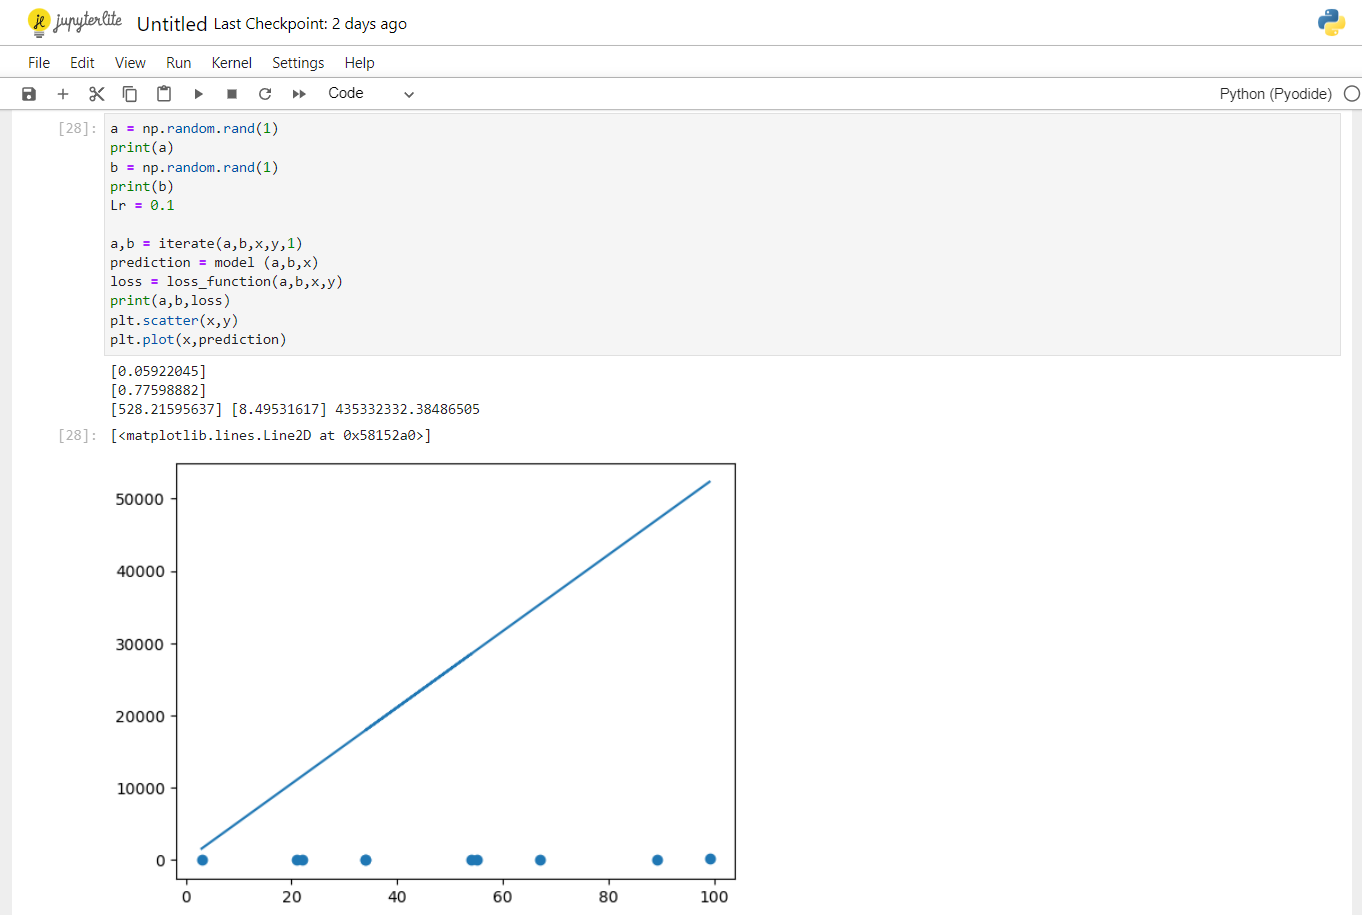 jupyterlite Untitled Last Checkpoint: 2 days ago
File Edit View Run Kernel Settings Help
Code Python (Pyodide)
[28]: a = np.random.rand(1)
print(a)
b = np.random.rand(1)
print(b)
Lr = 0.1
a,b = iterate(a,b,x,y,1)
prediction = model (a,b,x)
loss = loss_function(a,b,x,y)
print(a,b,loss)
plt.scatter(x,y)
plt.plot(x,prediction)
[0.05922045]
[0.77598882]
[528.21595637] [8.49531617] 435332332.38486505
[28]: [<matplotlib.lines.Line2D at 0x58152a0>]
50000
40000
30000
20000
10000
0
0 20 40 60 80 100